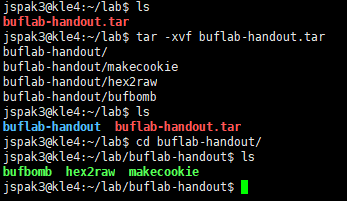 jspak3@kle4:~/lab$ ls
buflab-handout.tar
jspak3@kle4:~/lab$ tar -xvf buflab-handout.tar
buflab-handout/
buflab-handout/makecookie
buflab-handout/hex2raw
buflab-handout/bufbomb
jspak3@kle4:~/lab$ ls
buflab-handout  buflab-handout.tar
jspak3@kle4:~/lab$ cd buflab-handout/
jspak3@kle4:~/lab/buflab-handout$ ls
bufbomb  hex2raw  makecookie
jspak3@kle4:~/lab/buflab-handout$